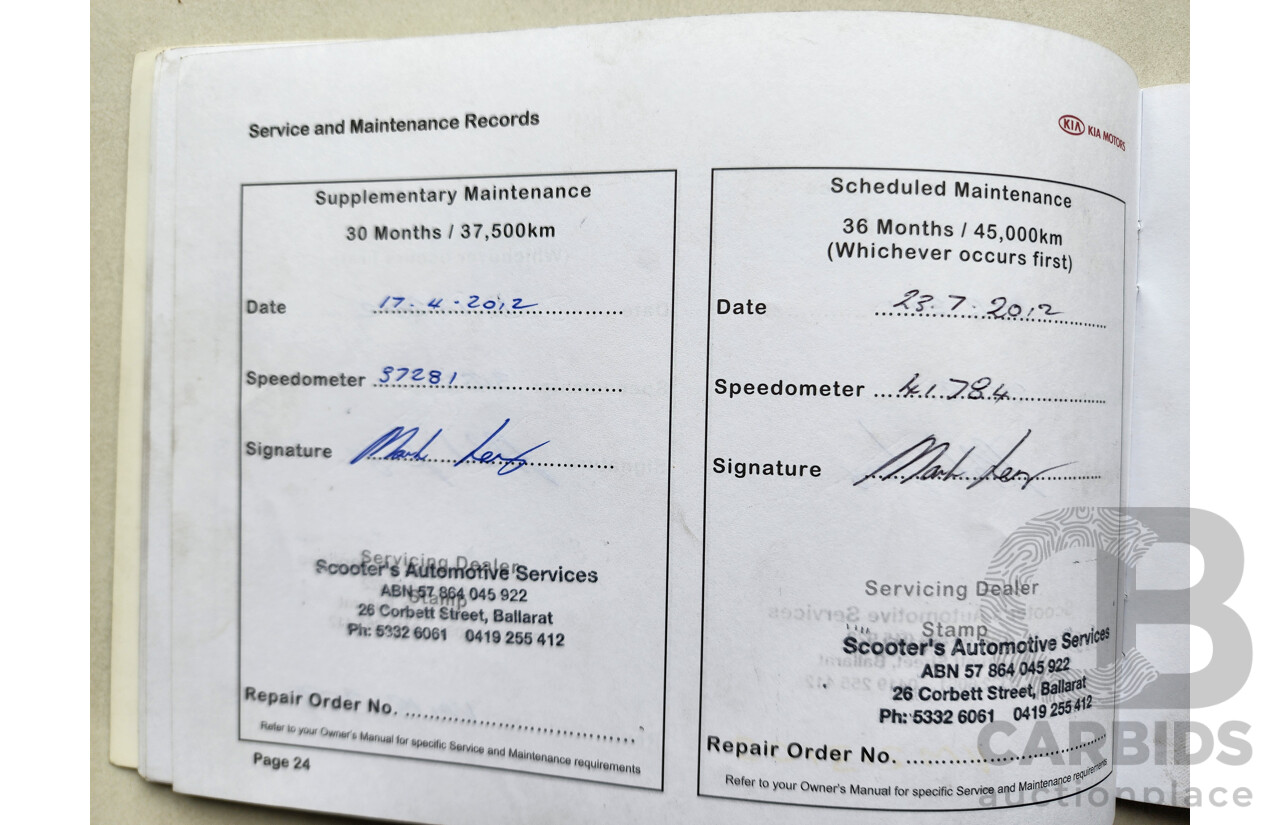 Service and Maintenance Records
KIA KIA MOTORS
Supplementary Maintenance
30 Months / 37,500km
Date 17.4.2012
Speedometer 37281
Signature Mark
Servicing Dealer
Stamp
Scooter's Automotive Services
ABN 57 864 045 922
26 Corbett Street, Ballarat
Ph: 5332 6061 0419 255 412
Repair Order No.
Refer to your Owner's Manual for specific Service and Maintenance requirements
Page 24
Scheduled Maintenance
36 Months / 45,000km
(Whichever occurs first)
Date 23.7.2012
Speedometer 41784
Signature Mark
Servicing Dealer
Stamp
Scooter's Automotive Services
ABN 57 864 045 922
26 Corbett Street, Ballarat
Ph: 5332 6061 0419 255 412
Repair Order No.
Refer to your Owner's Manual for specific Service and Maintenance requirements
CARBIDS
auctionplace